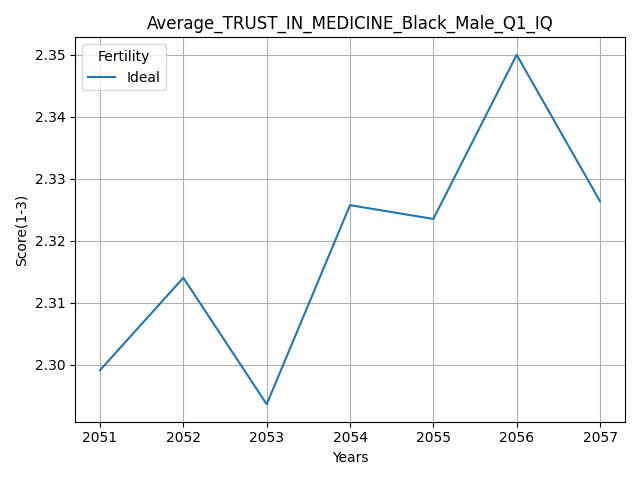 Average_TRUST_IN_MEDICINE_Black_Male_Q1_IQ
Fertility
Ideal
Score(1-3)
2.35
2.34
2.33
2.32
2.31
2.30
2051 2052 2053 2054 2055 2056 2057
Years